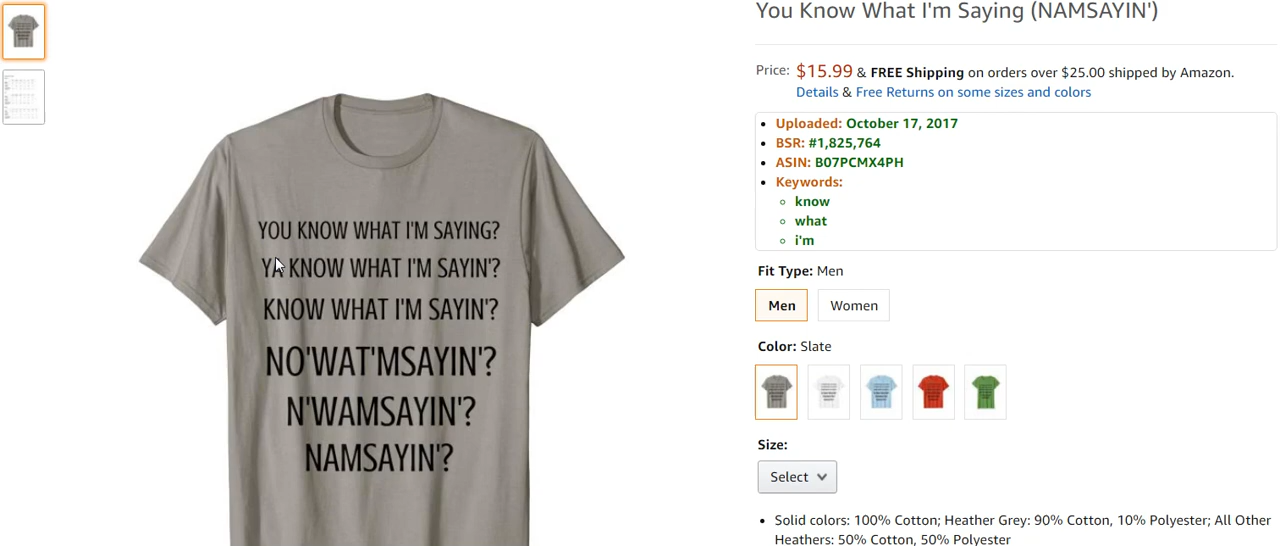 You Know What I'm Saying (NAMSAYIN')
Price: $15.99 & FREE Shipping on orders over $25.00 shipped by Amazon.
Details & Free Returns on some sizes and colors
Uploaded: October 17, 2017
BSR: #1,825,764
ASIN: B07PCMX4PH
Keywords:
know
what
i'm
Fit Type: Men
Men Women
Color: Slate
Size:
Select
Solid colors: 100% Cotton; Heather Grey: 90% Cotton, 10% Polyester; All Other
Heathers: 50% Cotton, 50% Polyester
YOU KNOW WHAT I'M SAYING?
YA KNOW WHAT I'M SAYIN'?
KNOW WHAT I'M SAYIN'?
NO'WAT'MSAYIN'?
N'WAMSAYIN'?
NAMSAYIN'?